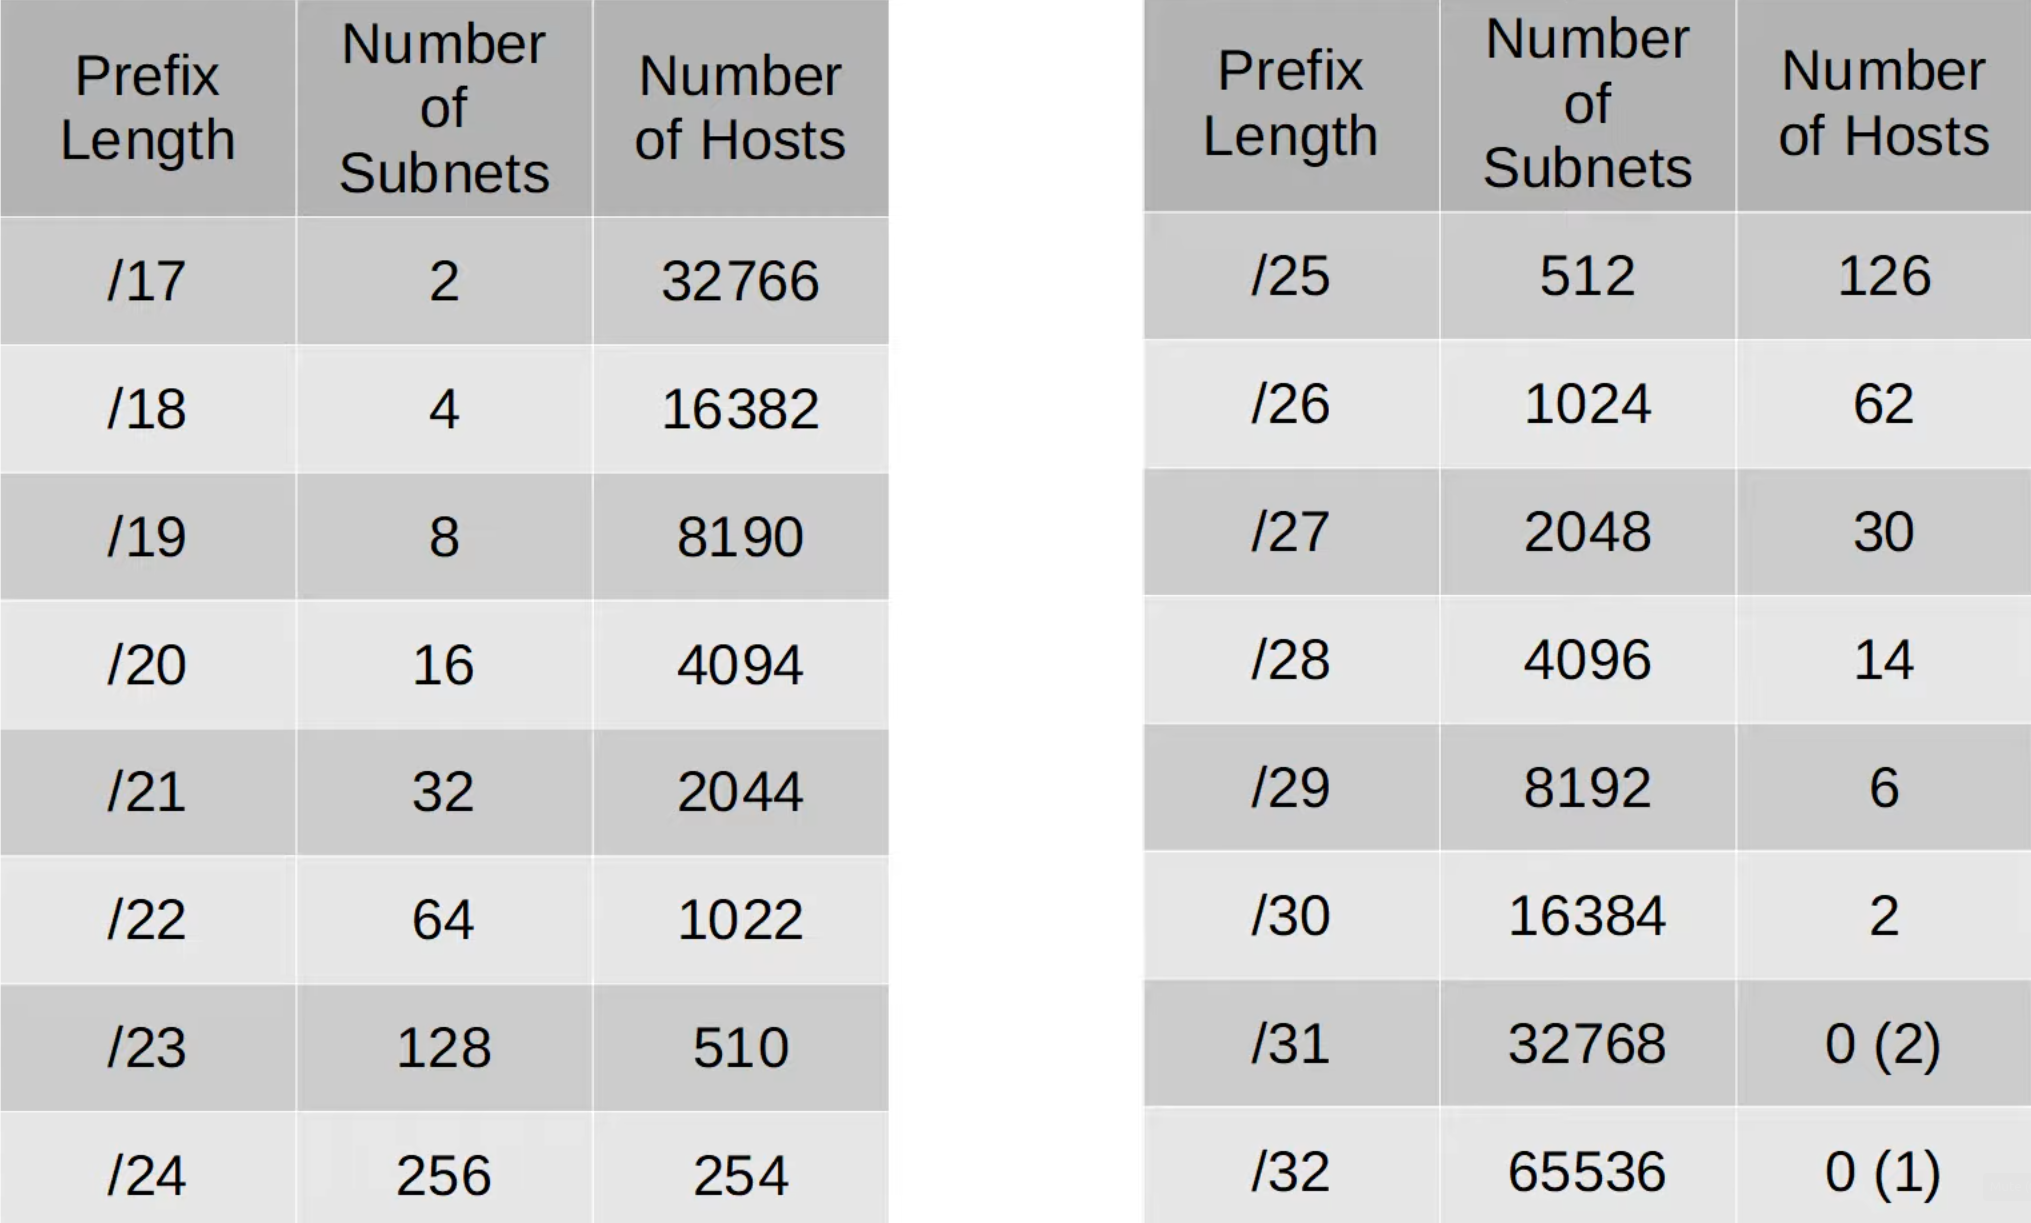 Prefix Length Number of Subnets Number of Hosts
/17 2 32766
/18 4 16382
/19 8 8190
/20 16 4094
/21 32 2044
/22 64 1022
/23 128 510
/24 256 254
Prefix Length Number of Subnets Number of Hosts
/25 512 126
/26 1024 62
/27 2048 30
/28 4096 14
/29 8192 6
/30 16384 2
/31 32768 0 (2)
/32 65536 0 (1)